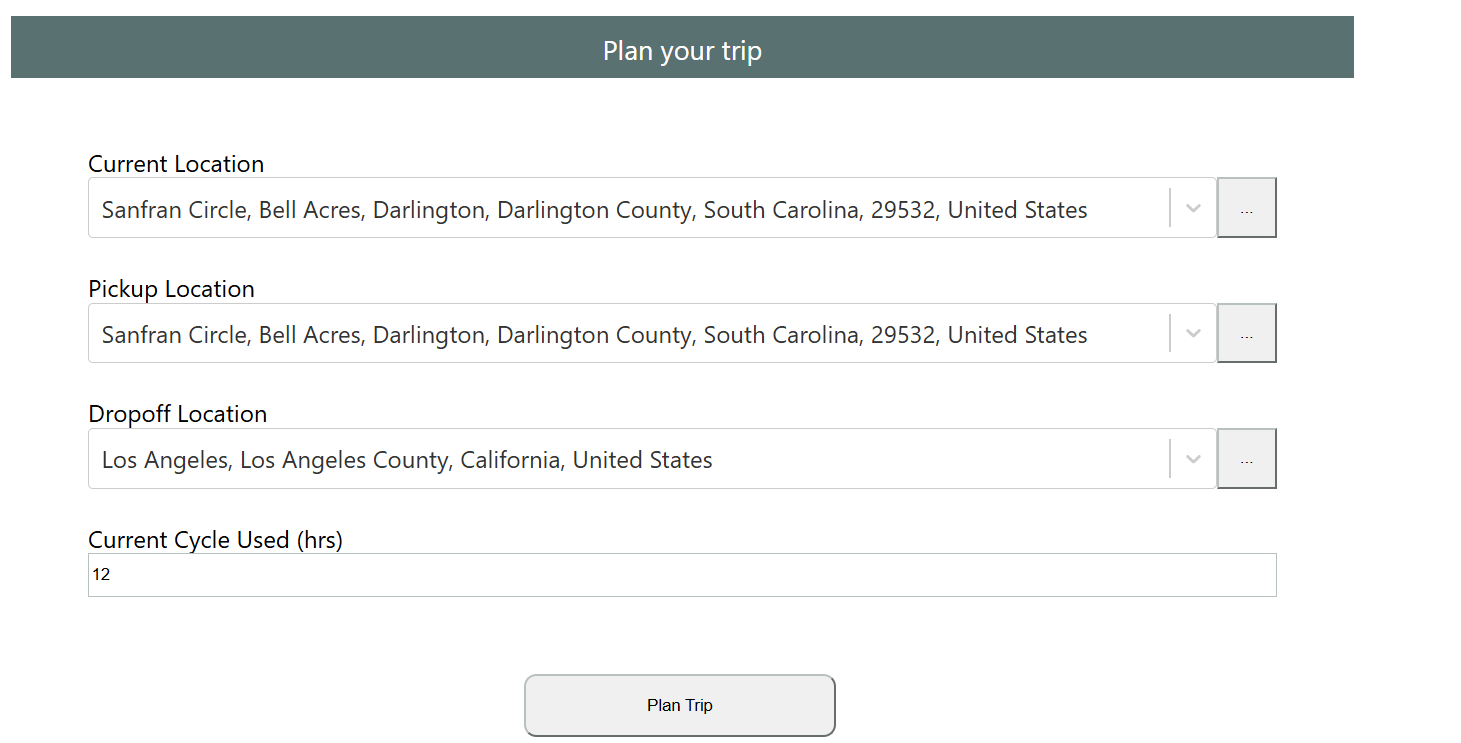 Plan your trip
Current Location
Sanfran Circle, Bell Acres, Darlington, Darlington County, South Carolina, 29532, United States
...
Pickup Location
Sanfran Circle, Bell Acres, Darlington, Darlington County, South Carolina, 29532, United States
...
Dropoff Location
Los Angeles, Los Angeles County, California, United States
...
Current Cycle Used (hrs)
12
Plan Trip